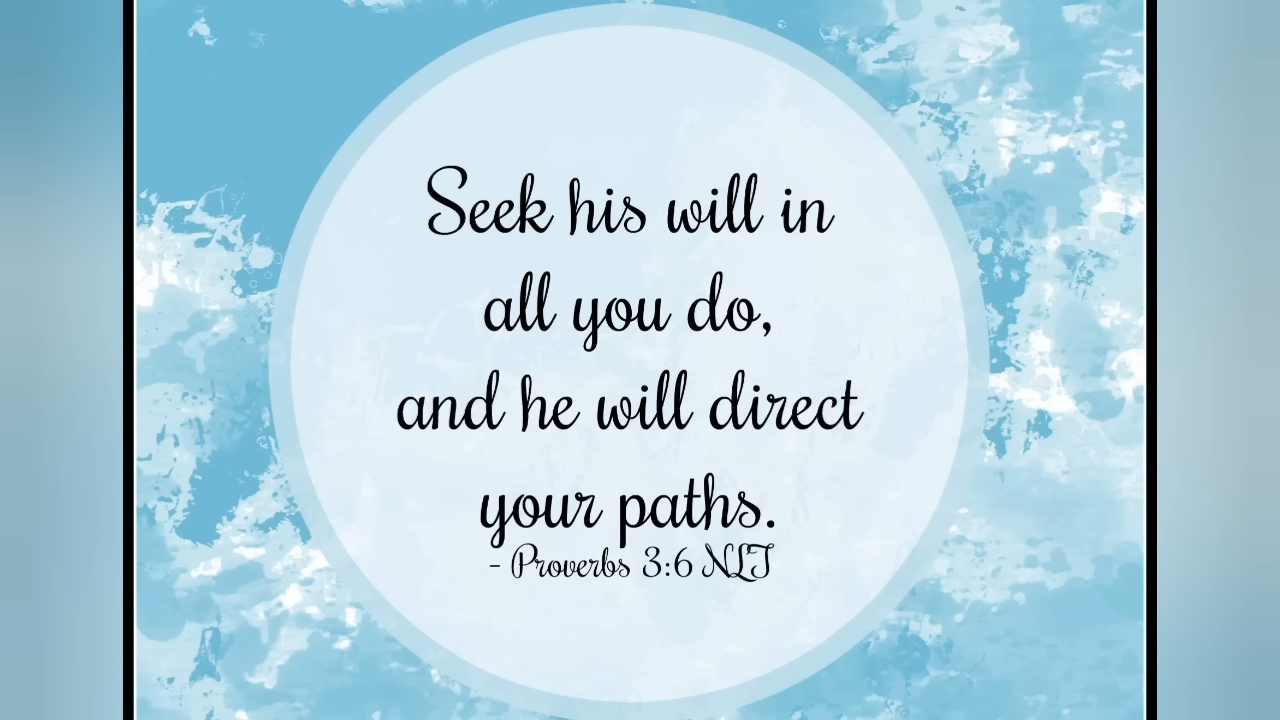 Seek his will in
all you do,
and he will direct
your paths.
- Proverbs 3:6 NLT